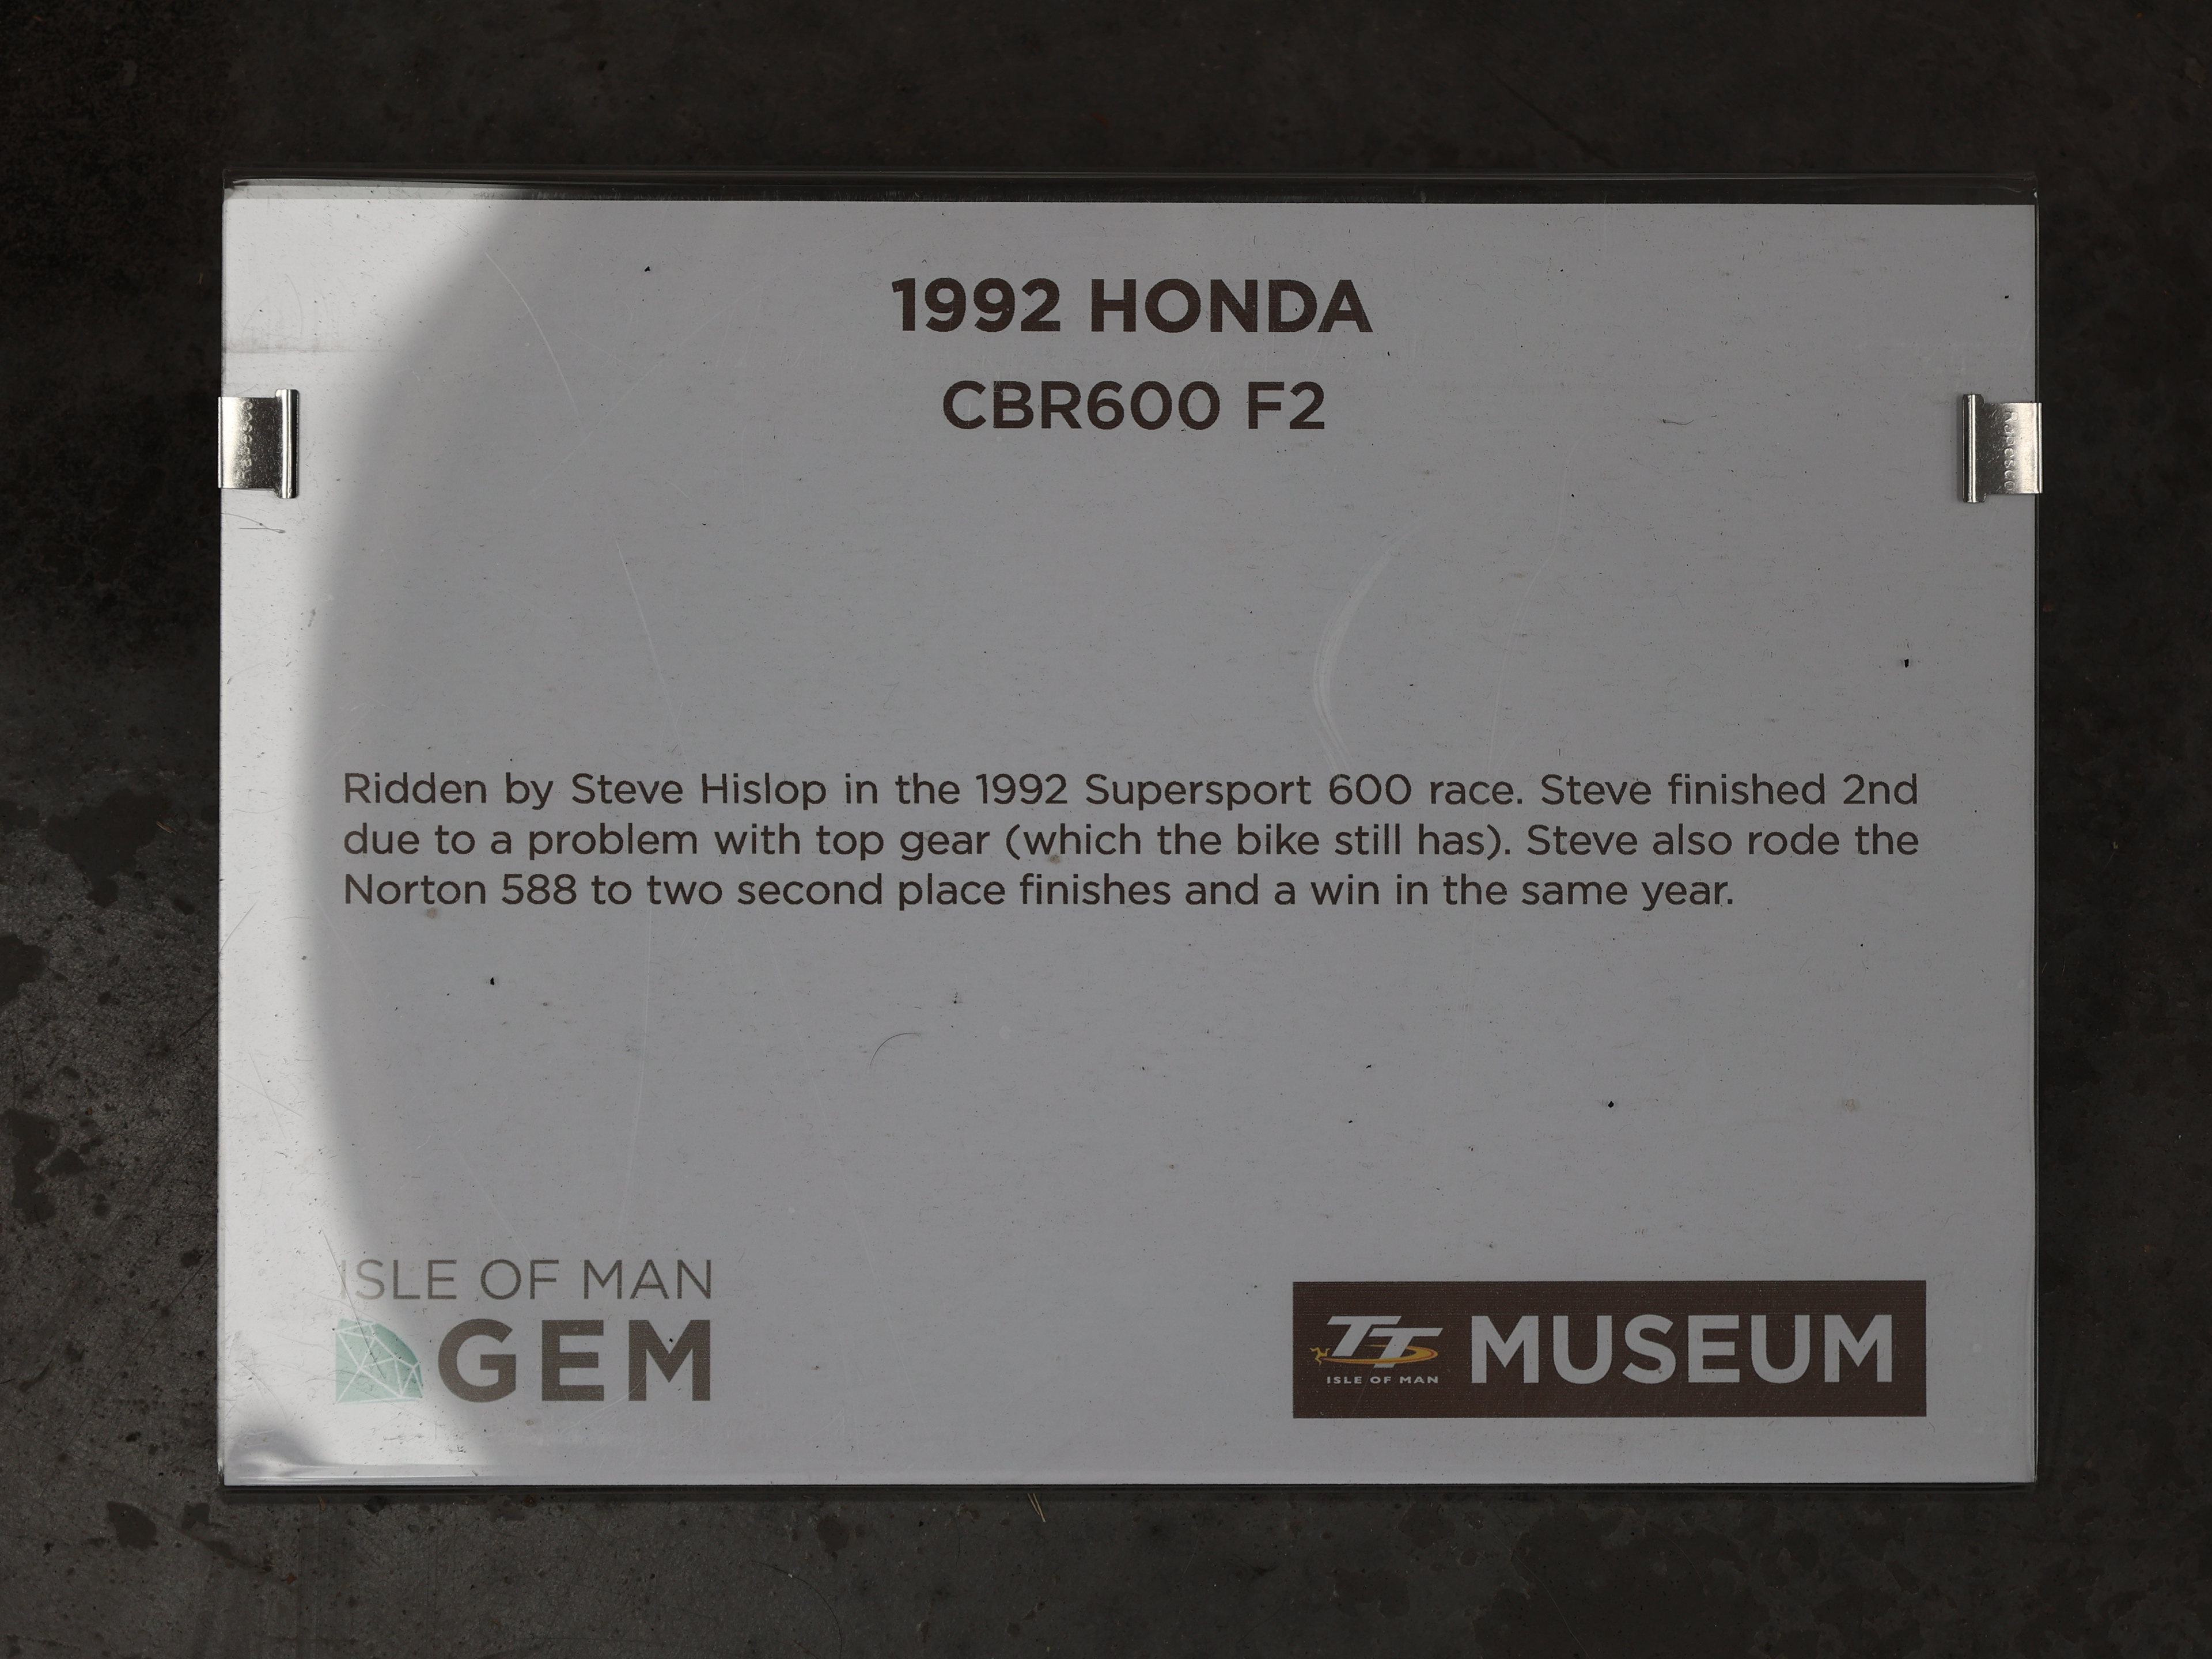 1992 HONDA
CBR600 F2
Ridden by Steve Hislop in the 1992 Supersport 600 race. Steve finished 2nd
due to a problem with top gear (which the bike still has). Steve also rode the
Norton 588 to two second place finishes and a win in the same year.
ISLE OF MAN
GEM
TT MUSEUM
ISLE OF MAN